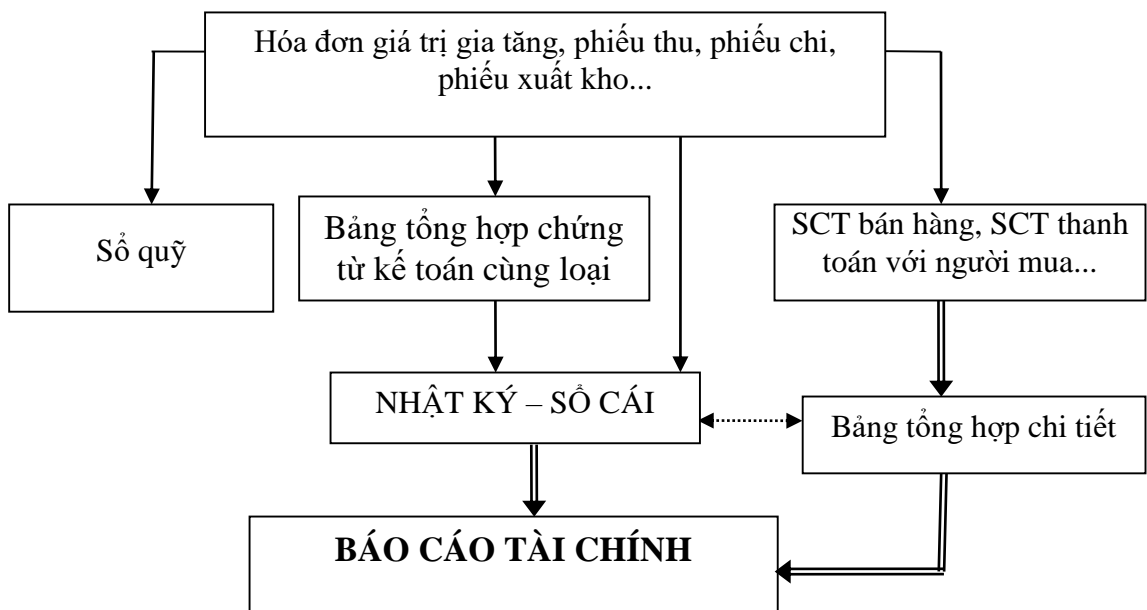 Hóa đơn giá trị gia tăng, phiếu thu, phiếu chi,
phiếu xuất kho...
Sổ quỹ
Bảng tổng hợp chứng
từ kế toán cùng loại
SCT bán hàng, SCT thanh
toán với người mua...
NHẬT KÝ – SỔ CÁI
Bảng tổng hợp chi tiết
BÁO CÁO TÀI CHÍNH